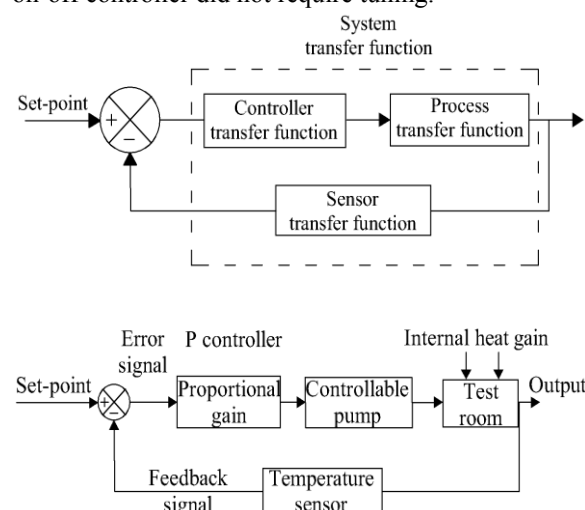 on-off controller did not require tuning.
System
transfer function
Set-point
+
−
Controller
transfer function
Process
transfer function
Sensor
transfer function
Error
signal
P controller
Internal heat gain
Set-point
+
−
Proportional
gain
Controllable
pump
Test
room
Output
Feedback
signal
Temperature
sensor